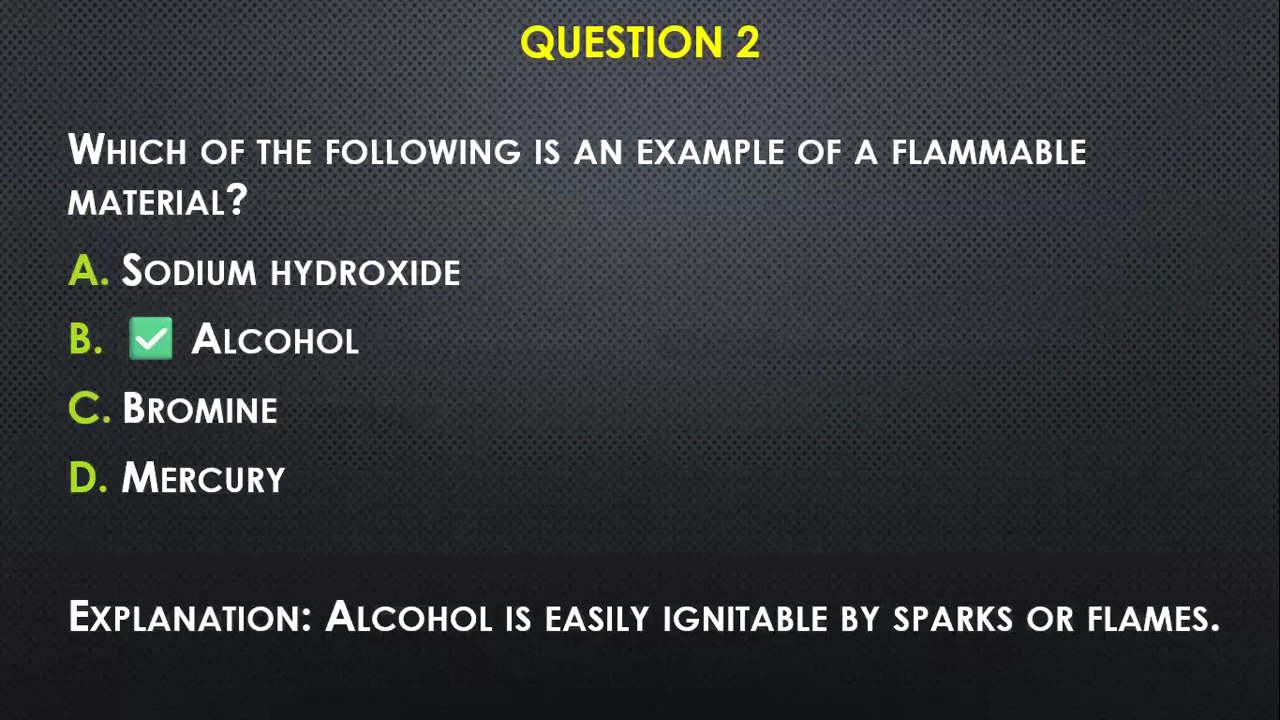 QUESTION 2
WHICH OF THE FOLLOWING IS AN EXAMPLE OF A FLAMMABLE
MATERIAL?
A. SODIUM HYDROXIDE
B. ✅ ALCOHOL
C. BROMINE
D. MERCURY
EXPLANATION: ALCOHOL IS EASILY IGNITABLE BY SPARKS OR FLAMES.